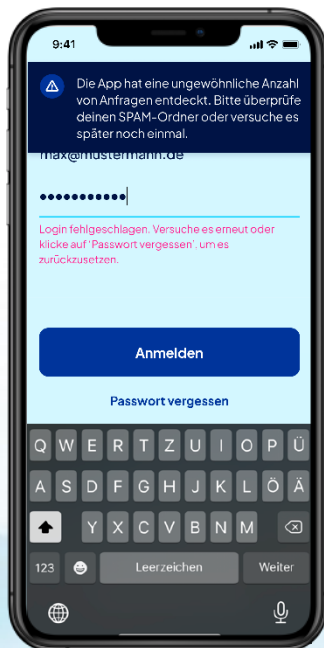 9:41
Die App hat eine ungewöhnliche Anzahl
von Anfragen entdeckt. Bitte überprüfe
deinen SPAM-Ordner oder versuche es
später noch einmal.
max@mustermann.de
•••••••••••
Login fehlgeschlagen. Versuche es erneut oder
klicke auf 'Passwort vergessen', um es
zurückzusetzen.
Anmelden
Passwort vergessen
Q W E R T Z U I O P Ü
A S D F G H J K L Ö Ä
Y X C V B N M
123 Leerzeichen Weiter